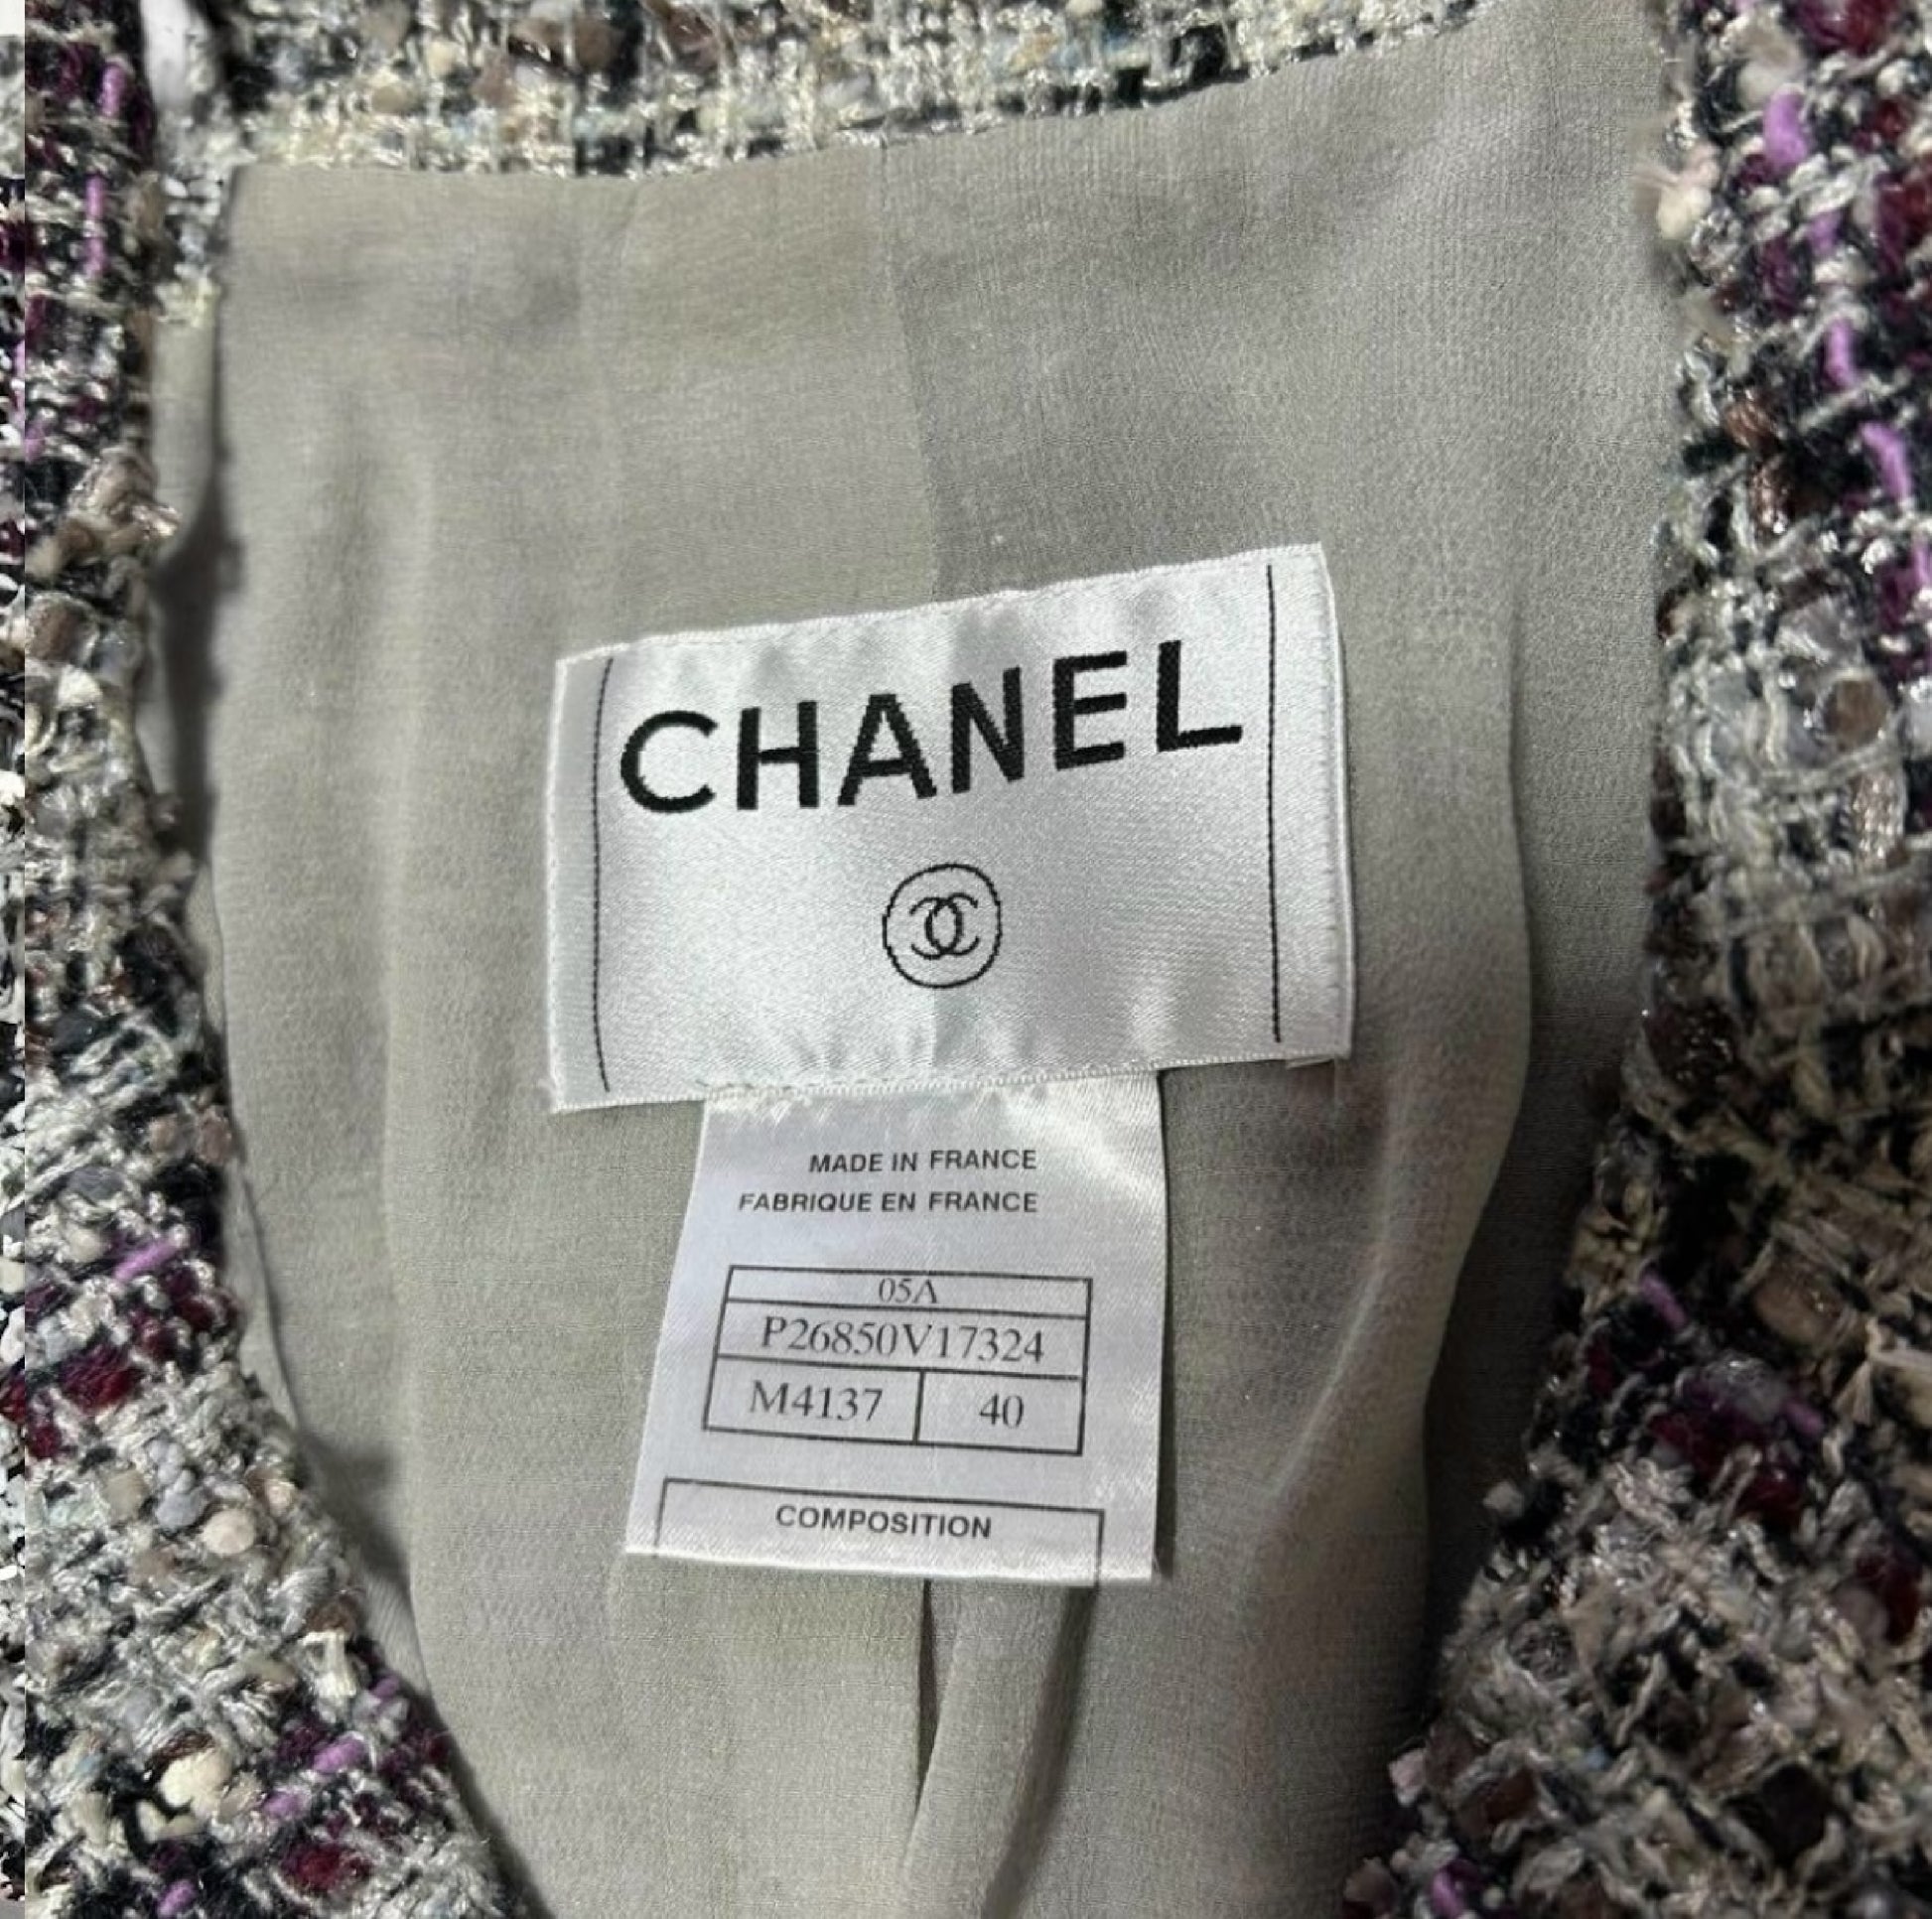 CHANEL
MADE IN FRANCE
FABRIQUE EN FRANCE
05A
P26850V17324
M4137 40
COMPOSITION